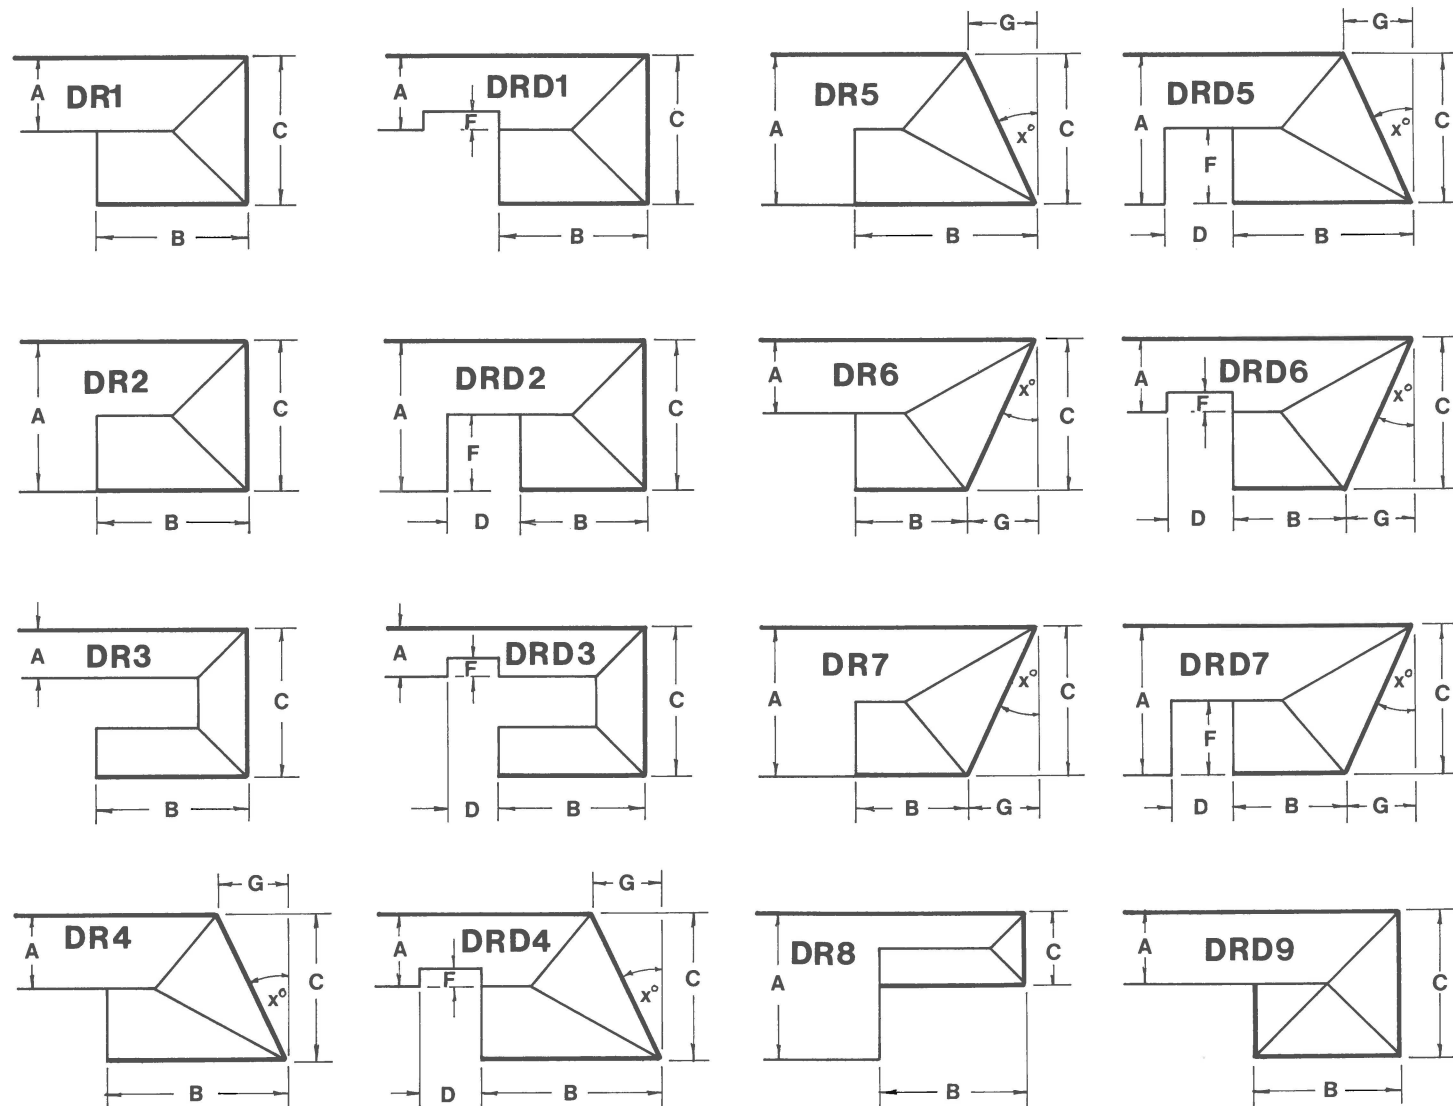 A DR1 C B
A DRD1 F C B
G A DR5 x° C B
G A DRD5 F x° C D B
A DR2 C B
A DRD2 F C D B
A DR6 x° C B G
A DRD6 F x° C D B G
A DR3 C B
A DRD3 F C D B
A DR7 x° C B G
A DRD7 F x° C D B G
G A DR4 x° C B
G A DRD4 F x° C D B
A DR8 C B
A DRD9 C B